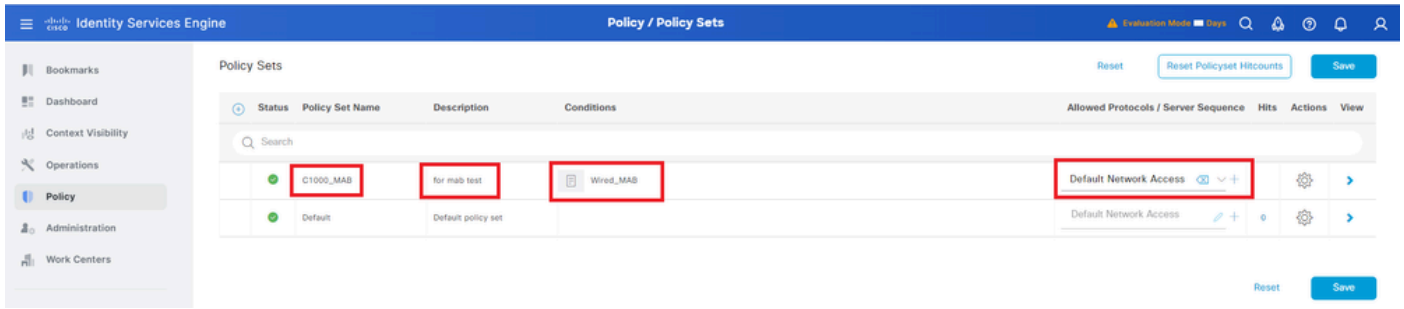 cisco Identity Services Engine
Policy / Policy Sets
Evaluation Mode Days
Bookmarks
Dashboard
Context Visibility
Operations
Policy
Administration
Work Centers
Policy Sets
Reset
Reset Policyset Hitcounts
Save
Status Policy Set Name Description Conditions Allowed Protocols / Server Sequence Hits Actions View
Search
C1000_MAB for mab test Wired_MAB Default Network Access
Default Default policy set Default Network Access 0
Reset
Save